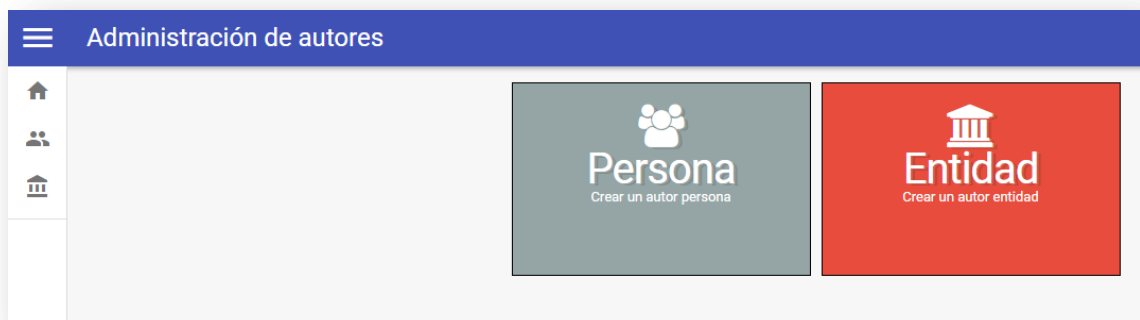 Administración de autores
Persona
Crear un autor persona
Entidad
Crear un autor entidad